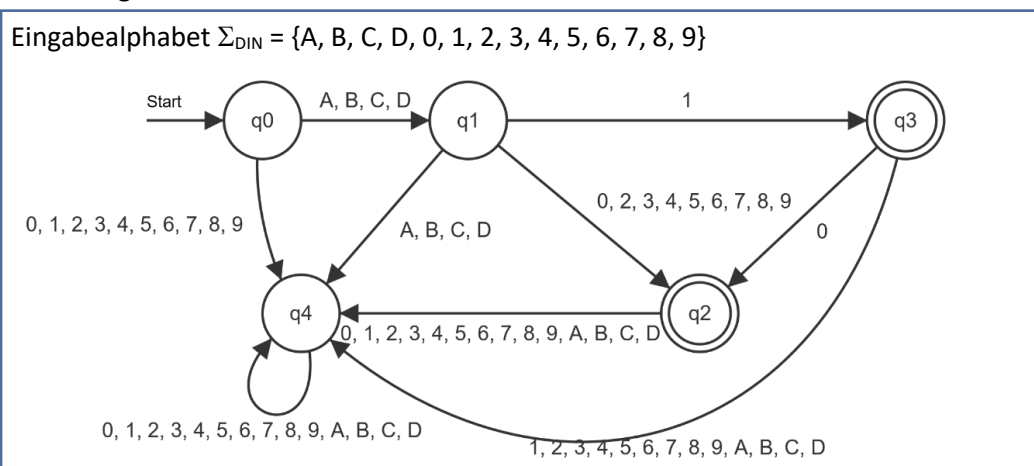 Eingabealphabet ΣDIN = {A, B, C, D, 0, 1, 2, 3, 4, 5, 6, 7, 8, 9}
Start
q0
A, B, C, D
q1
1
q3
0, 1, 2, 3, 4, 5, 6, 7, 8, 9
A, B, C, D
0, 2, 3, 4, 5, 6, 7, 8, 9
0
q4
0, 1, 2, 3, 4, 5, 6, 7, 8, 9, A, B, C, D
q2
0, 1, 2, 3, 4, 5, 6, 7, 8, 9, A, B, C, D
1, 2, 3, 4, 5, 6, 7, 8, 9, A, B, C, D